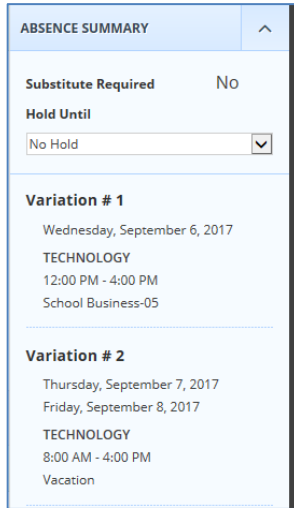 ABSENCE SUMMARY
Substitute Required No
Hold Until
No Hold
Variation # 1
Wednesday, September 6, 2017
TECHNOLOGY
12:00 PM - 4:00 PM
School Business-05
Variation # 2
Thursday, September 7, 2017
Friday, September 8, 2017
TECHNOLOGY
8:00 AM - 4:00 PM
Vacation